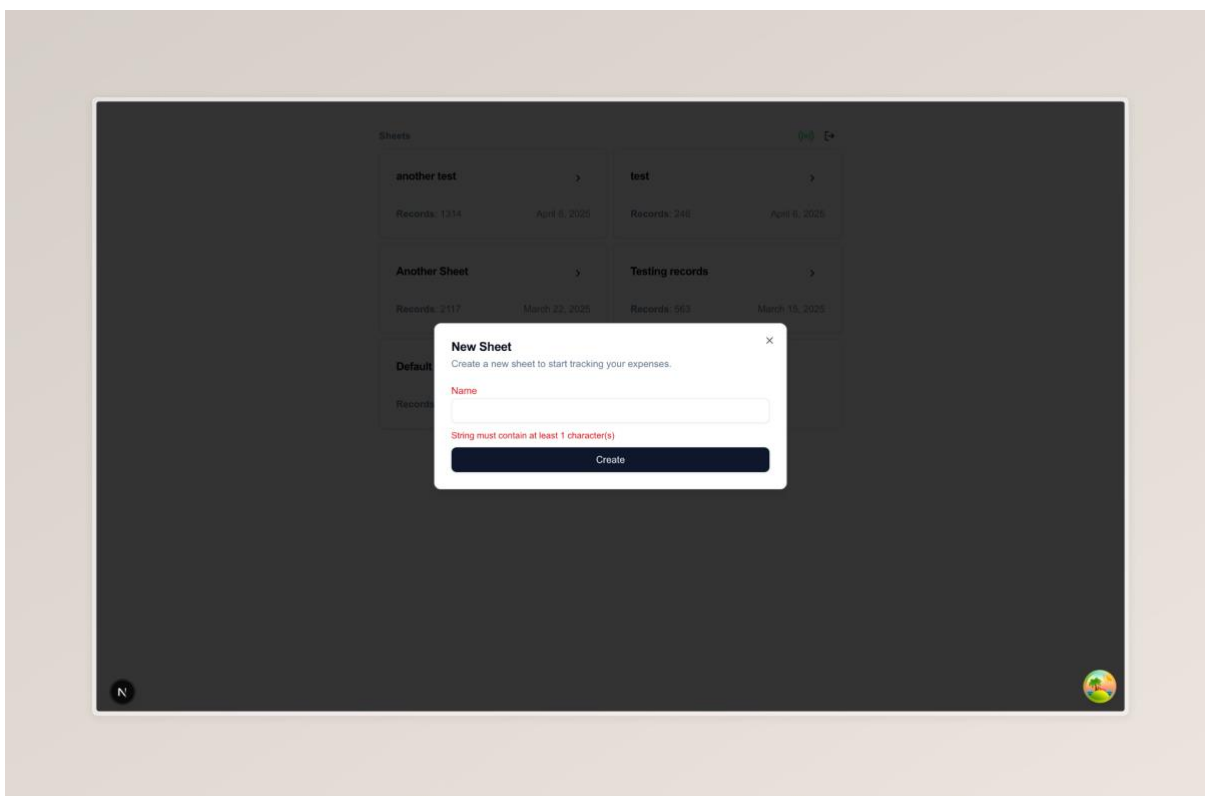 Sheets
another test
test
Records: 1314
April 8, 2025
Records: 248
April 8, 2025
Another Sheet
Testing records
Records: 2117
March 22, 2025
Records: 563
March 15, 2025
New Sheet
Create a new sheet to start tracking your expenses.
Default
Name
Records
String must contain at least 1 character(s)
Create
N